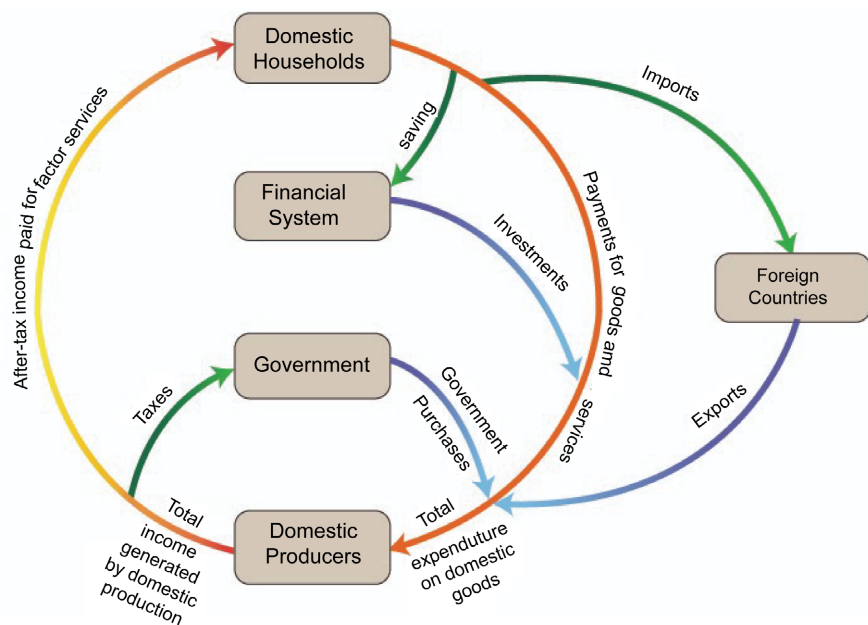 Domestic
Households
Imports
saving
After-tax income paid for factor services
Financial
System
Investments
Payments for goods amd services
Foreign
Countries
Government
Taxes
Government
Purchases
Exports
Total
income
generated
by domestic
production
Domestic
Producers
Total
expenduture
on domestic
goods